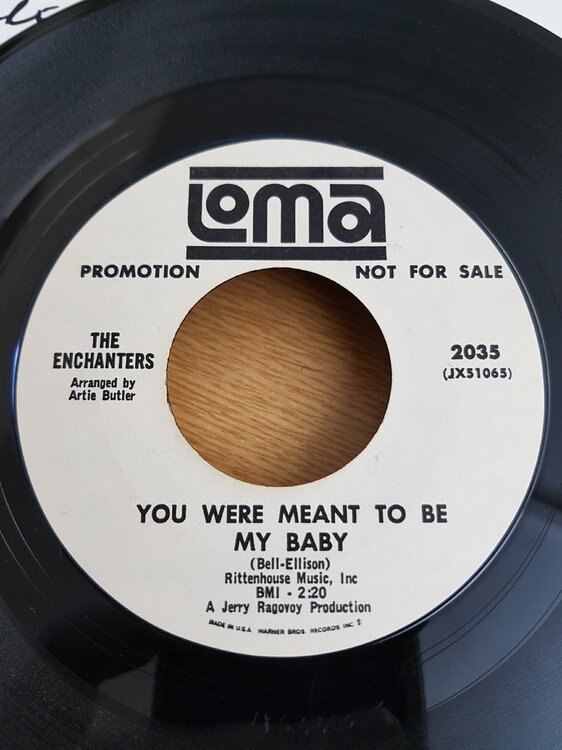 Loma
PROMOTION NOT FOR SALE
THE
ENCHANTERS
Arranged by
Artie Butler
2035
(JX51065)
YOU WERE MEANT TO BE
MY BABY
(Bell-Ellison)
Rittenhouse Music, Inc
BMI - 2:20
A Jerry Ragovoy Production
MADE IN U.S.A. WARNER BROS. RECORDS INC